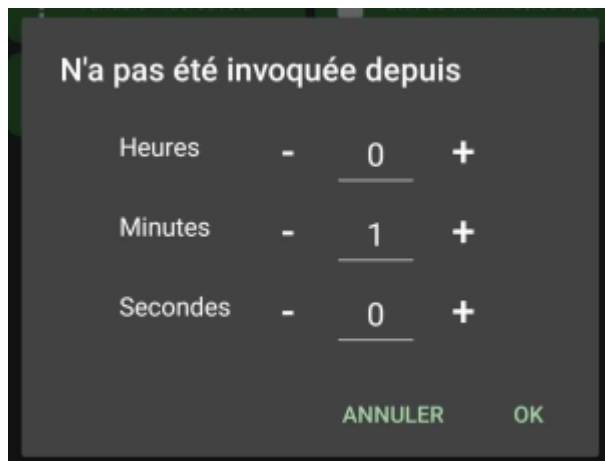 N'a pas été invoquée depuis
Heures - 0 +
Minutes - 1 +
Secondes - 0 +
ANNULER OK